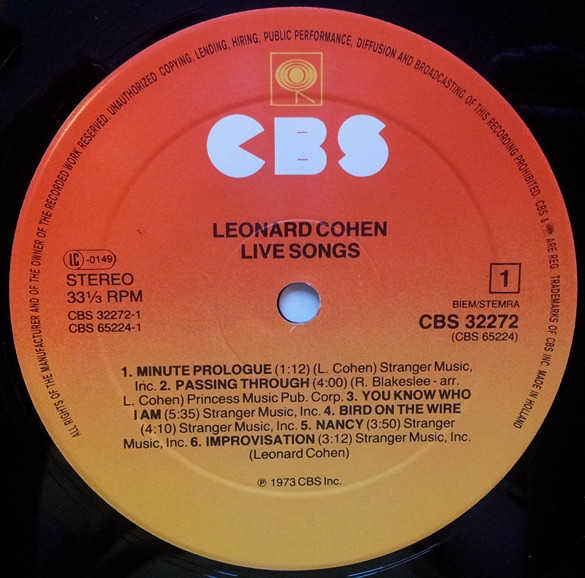 ALL RIGHTS OF THE MANUFACTURER AND OF THE OWNER OF THE RECORDED WORK RESERVED. UNAUTHORIZED COPYING, LENDING, HIRING, PUBLIC PERFORMANCE, DIFFUSION AND BROADCASTING OF THIS RECORDING PROHIBITED. CBS & ARE REG. TRADEMARKS OF CBS INC. MADE IN HOLLAND
CBS
LEONARD COHEN
LIVE SONGS
LC -0149
STEREO
33⅓ RPM
CBS 32272-1
CBS 65224-1
1
BIEM/STEMRA
CBS 32272
(CBS 65224)
1. MINUTE PROLOGUE (1:12) (L. Cohen) Stranger Music,
Inc. 2. PASSING THROUGH (4:00) (R. Blakeslee - arr.
L. Cohen) Princess Music Pub. Corp. 3. YOU KNOW WHO
I AM (5:35) Stranger Music, Inc. 4. BIRD ON THE WIRE
(4:10) Stranger Music, Inc. 5. NANCY (3:50) Stranger
Music, Inc. 6. IMPROVISATION (3:12) Stranger Music, Inc.
(Leonard Cohen)
℗ 1973 CBS Inc.